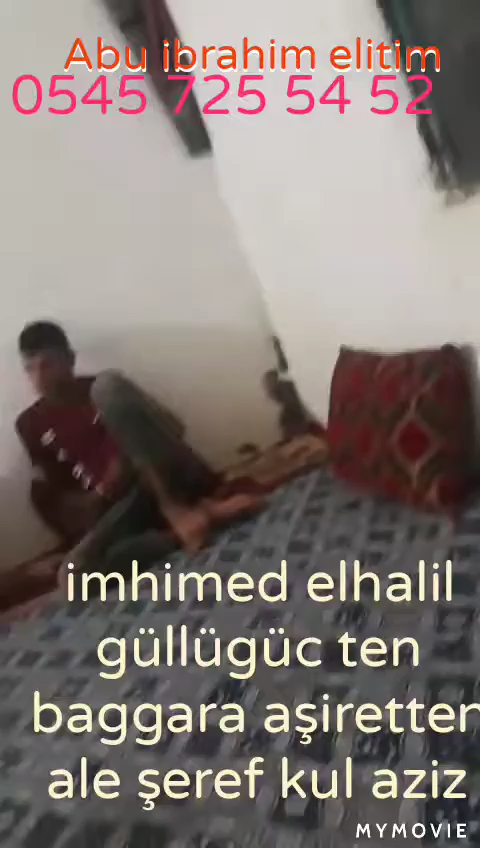 Abu ibrahim elitim
0545 725 54 52
imhimed elhalil
güllügüc ten
baggara aşiretten
ale şeref kul aziz
MYMOVIE